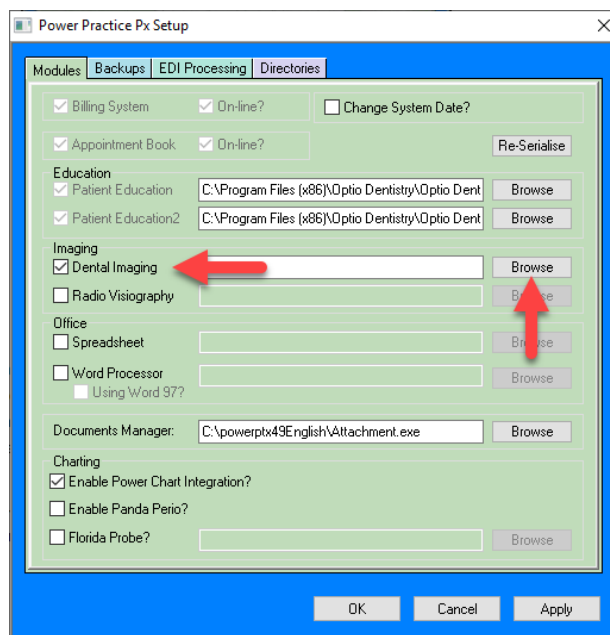 Power Practice Px Setup
Modules Backups EDI Processing Directories
Billing System On-line? Change System Date?
Appointment Book On-line? Re-Serialise
Education
Patient Education C:\Program Files (x86)\Optio Dentistry\Optio Dent Browse
Patient Education2 C:\Program Files (x86)\Optio Dentistry\Optio Dent Browse
Imaging
Dental Imaging Browse
Radio Visiography Browse
Office
Spreadsheet Browse
Word Processor Browse
Using Word 97?
Documents Manager: C:\powerptx49English\Attachment.exe Browse
Charting
Enable Power Chart Integration?
Enable Panda Perio?
Florida Probe? Browse
OK Cancel Apply